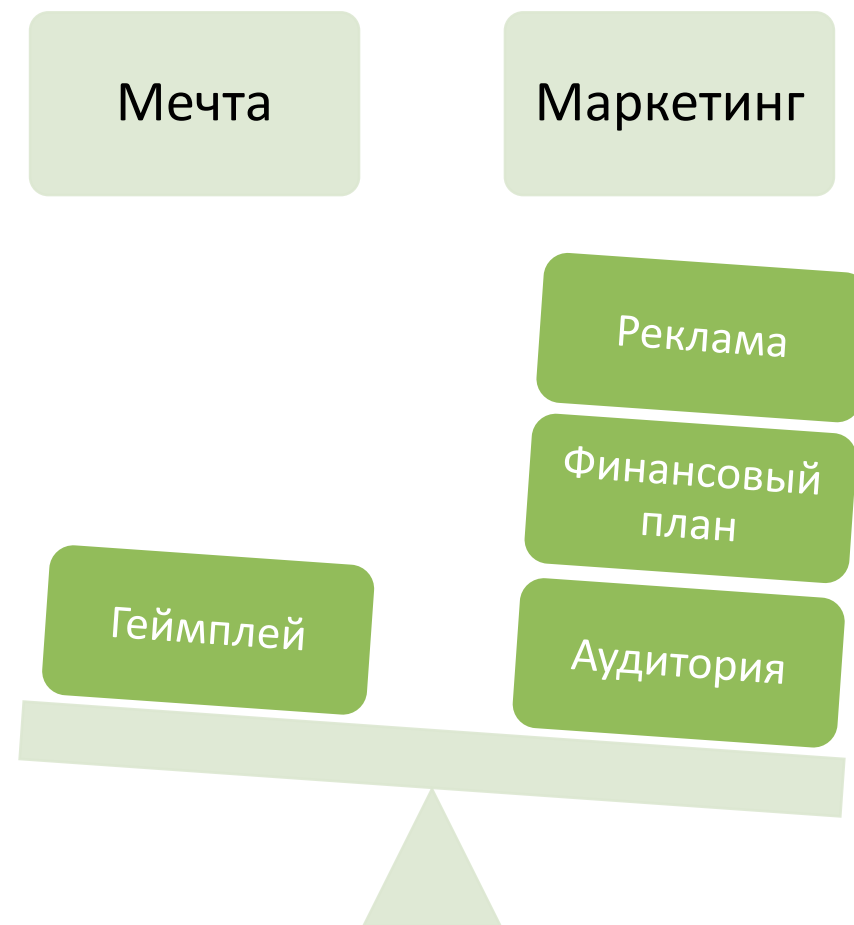 Мечта
Маркетинг
Реклама
Финансовый
план
Геймплей
Аудитория